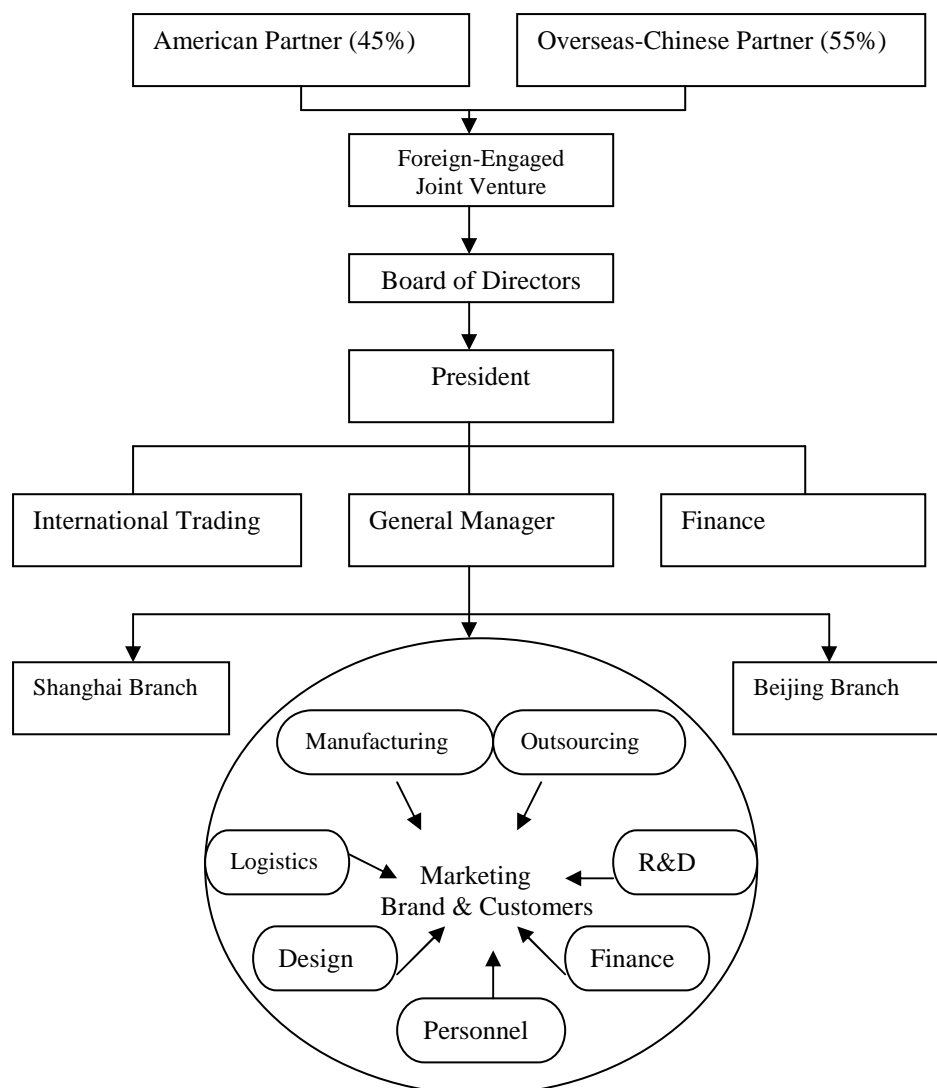 American Partner (45%)
Overseas-Chinese Partner (55%)
Foreign-Engaged
Joint Venture
Board of Directors
President
International Trading
General Manager
Finance
Shanghai Branch
Beijing Branch
Manufacturing
Outsourcing
Logistics
R&D
Marketing
Brand & Customers
Design
Finance
Personnel